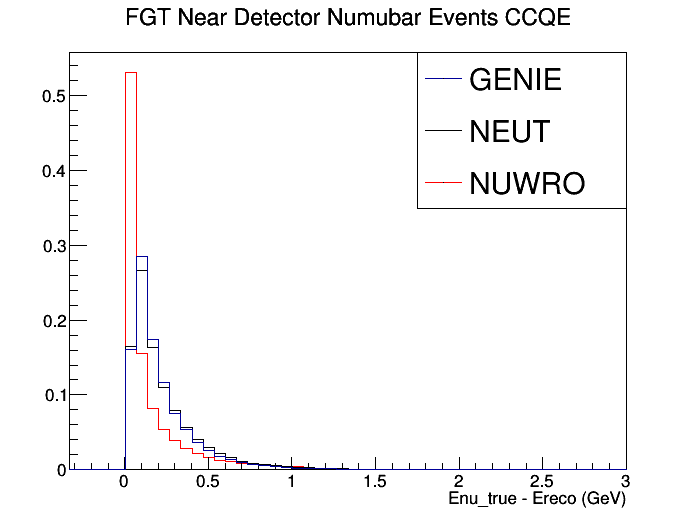 FGT Near Detector Numubar Events CCQE
GENIE
NEUT
NUWRO
0.5
0.4
0.3
0.2
0.1
0
0 0.5 1 1.5 2 2.5 3
Enu_true - Ereco (GeV)